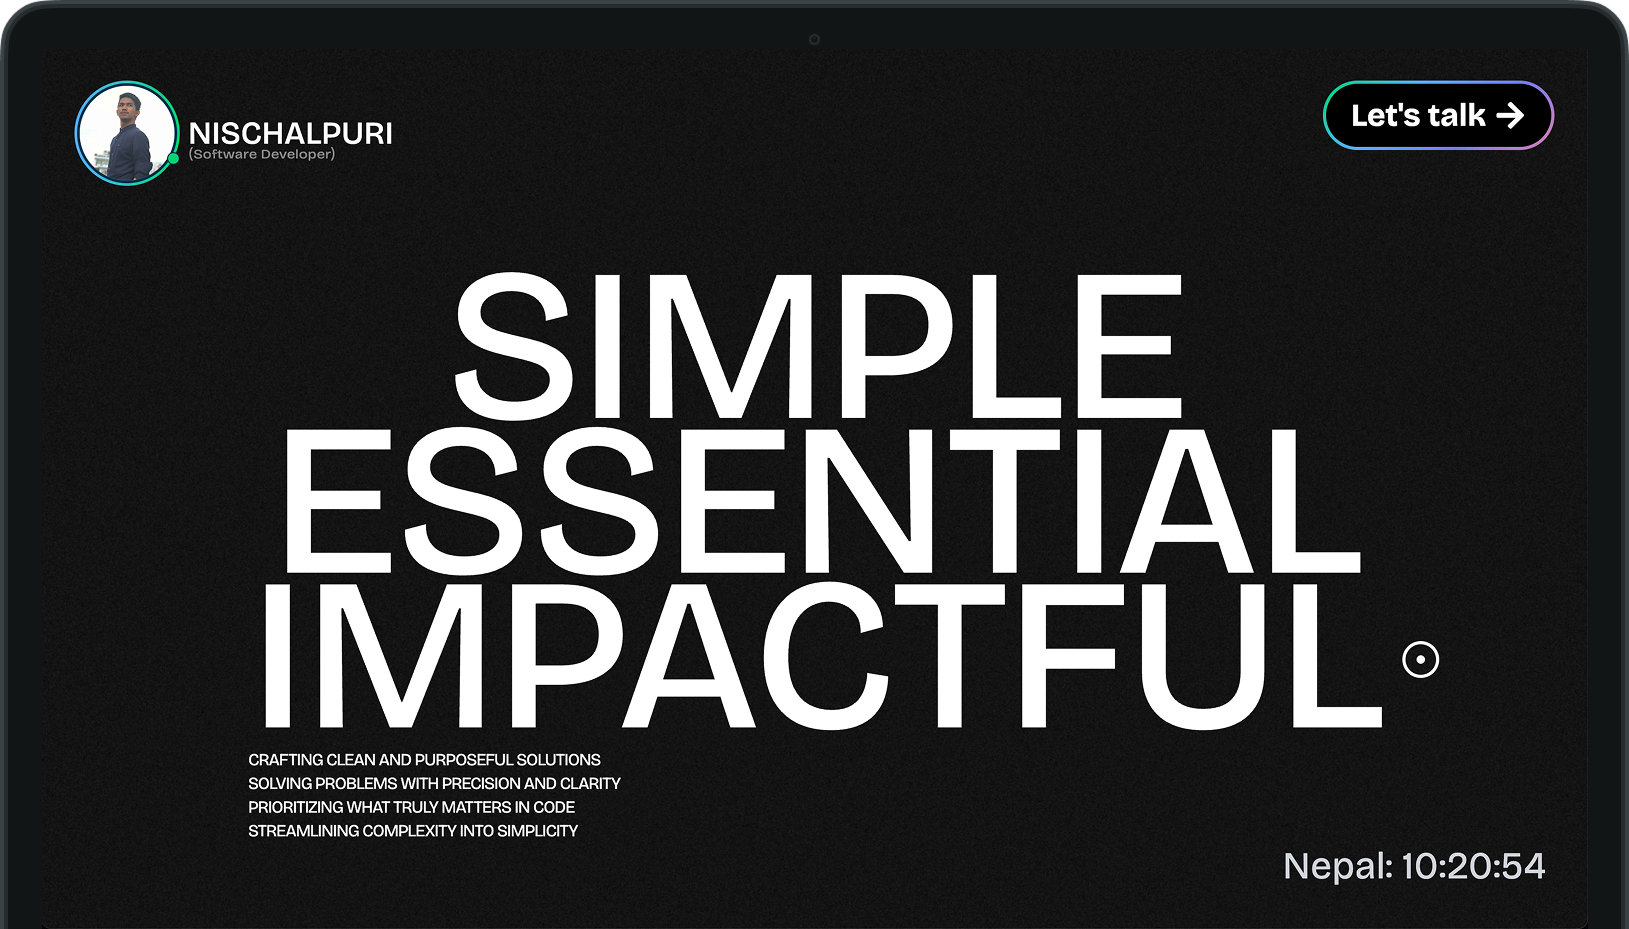 NISCHALPURI
(Software Developer)
Let's talk →
SIMPLE
ESSENTIAL
IMPACTFUL
CRAFTING CLEAN AND PURPOSEFUL SOLUTIONS
SOLVING PROBLEMS WITH PRECISION AND CLARITY
PRIORITIZING WHAT TRULY MATTERS IN CODE
STREAMLINING COMPLEXITY INTO SIMPLICITY
Nepal: 10:20:54